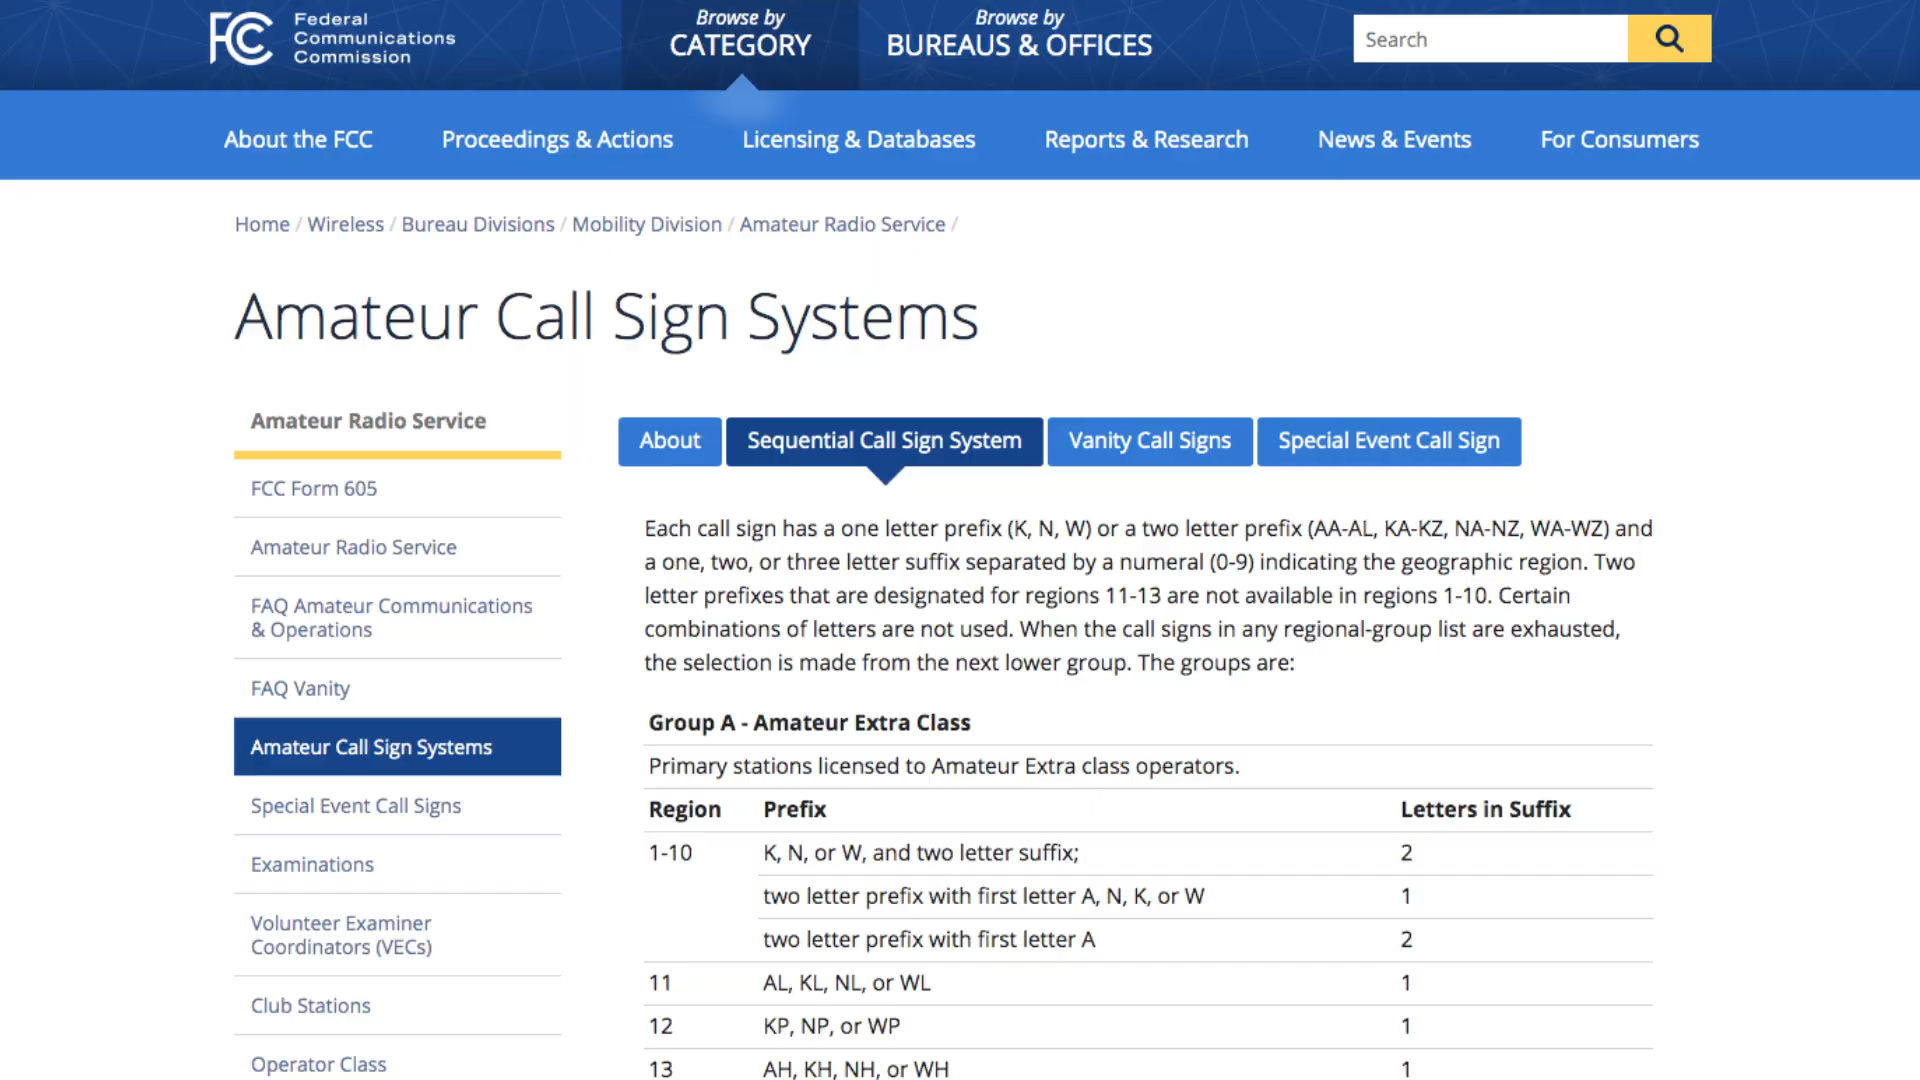 Federal
Communications
Commission
Browse by
CATEGORY
Browse by
BUREAUS & OFFICES
Search
About the FCC
Proceedings & Actions
Licensing & Databases
Reports & Research
News & Events
For Consumers
Home / Wireless / Bureau Divisions / Mobility Division / Amateur Radio Service /
Amateur Call Sign Systems
Amateur Radio Service
FCC Form 605
Amateur Radio Service
FAQ Amateur Communications
& Operations
FAQ Vanity
Amateur Call Sign Systems
Special Event Call Signs
Examinations
Volunteer Examiner
Coordinators (VECs)
Club Stations
Operator Class
About
Sequential Call Sign System
Vanity Call Signs
Special Event Call Sign
Each call sign has a one letter prefix (K, N, W) or a two letter prefix (AA-AL, KA-KZ, NA-NZ, WA-WZ) and
a one, two, or three letter suffix separated by a numeral (0-9) indicating the geographic region. Two
letter prefixes that are designated for regions 11-13 are not available in regions 1-10. Certain
combinations of letters are not used. When the call signs in any regional-group list are exhausted,
the selection is made from the next lower group. The groups are:
Group A - Amateur Extra Class
Primary stations licensed to Amateur Extra class operators.
Region Prefix Letters in Suffix
1-10 K, N, or W, and two letter suffix; 2
two letter prefix with first letter A, N, K, or W 1
two letter prefix with first letter A 2
11 AL, KL, NL, or WL 1
12 KP, NP, or WP 1
13 AH, KH, NH, or WH 1